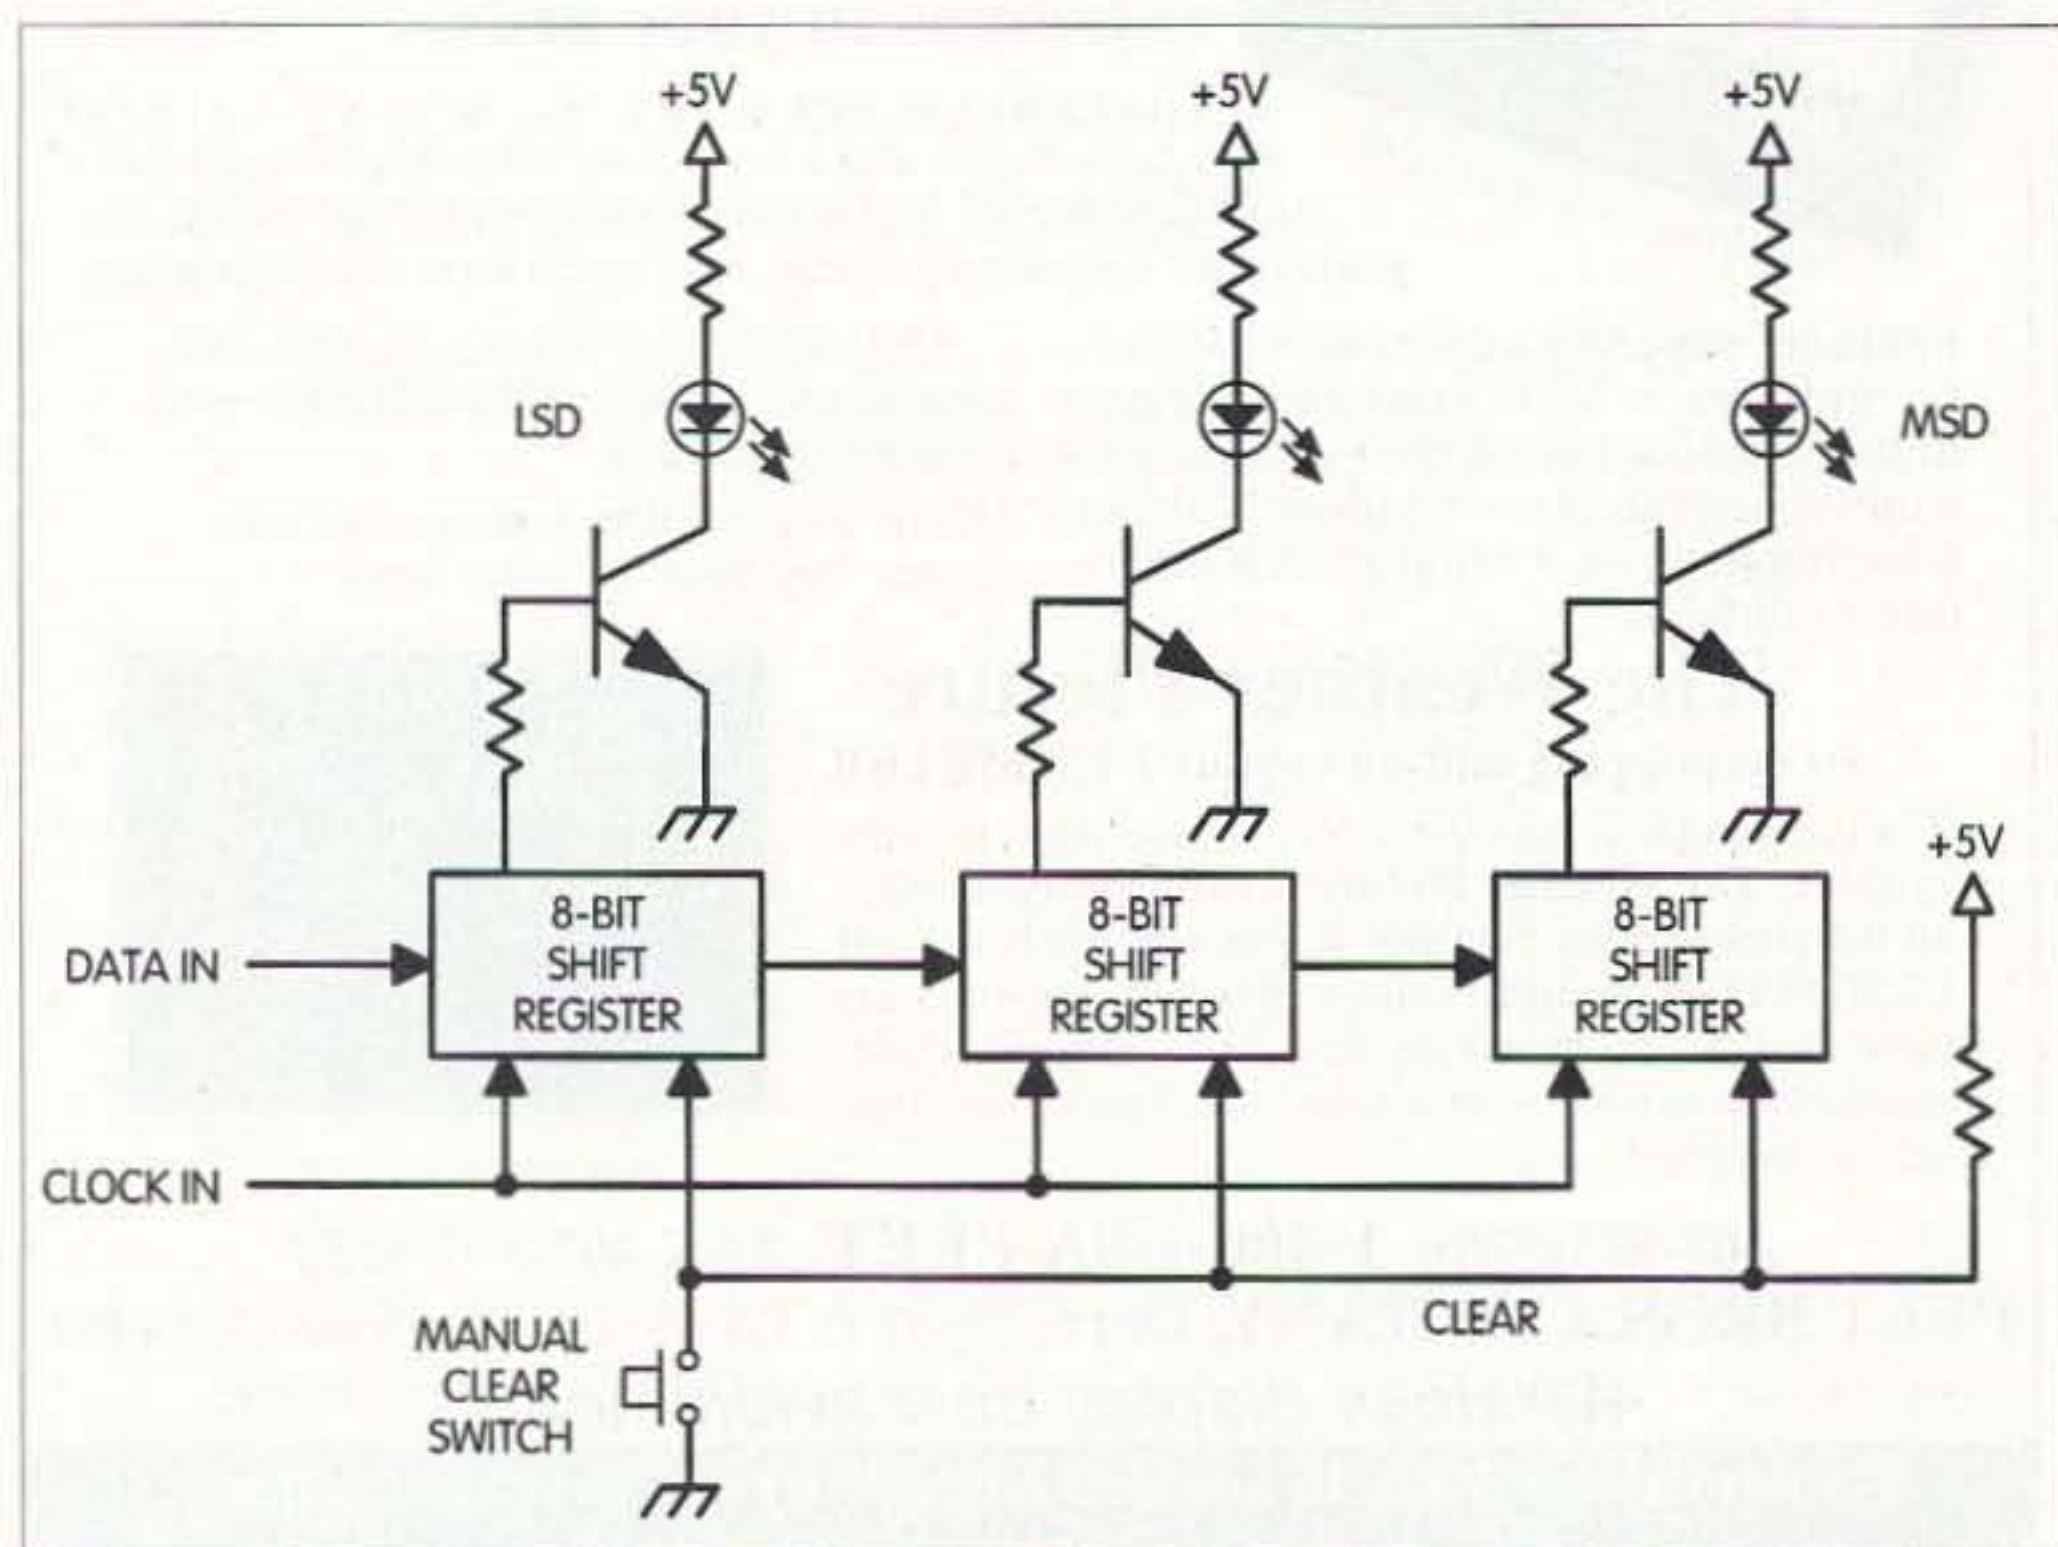 +5V
+5V
+5V
LSD
MSD
+5V
8-BIT
SHIFT
REGISTER
8-BIT
SHIFT
REGISTER
8-BIT
SHIFT
REGISTER
DATA IN
CLOCK IN
CLEAR
MANUAL
CLEAR
SWITCH